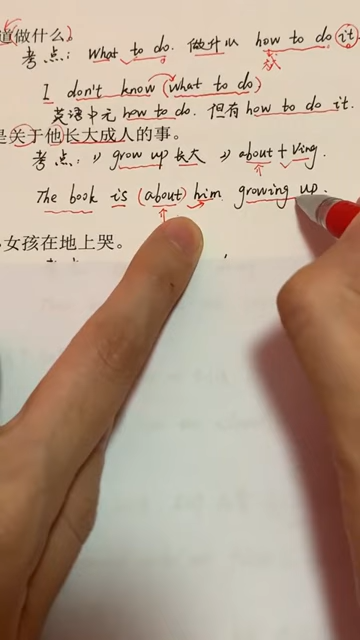 道做什么。
考点: what to do. 做什么 how to do it
I don't know (what to do)
英语中无 how to do. 但有 how to do it.
是关于他长大成人的事。
考点: 1) grow up 长大 2) about + Ving.
The book is (about) him growing up.
女孩在地上哭。